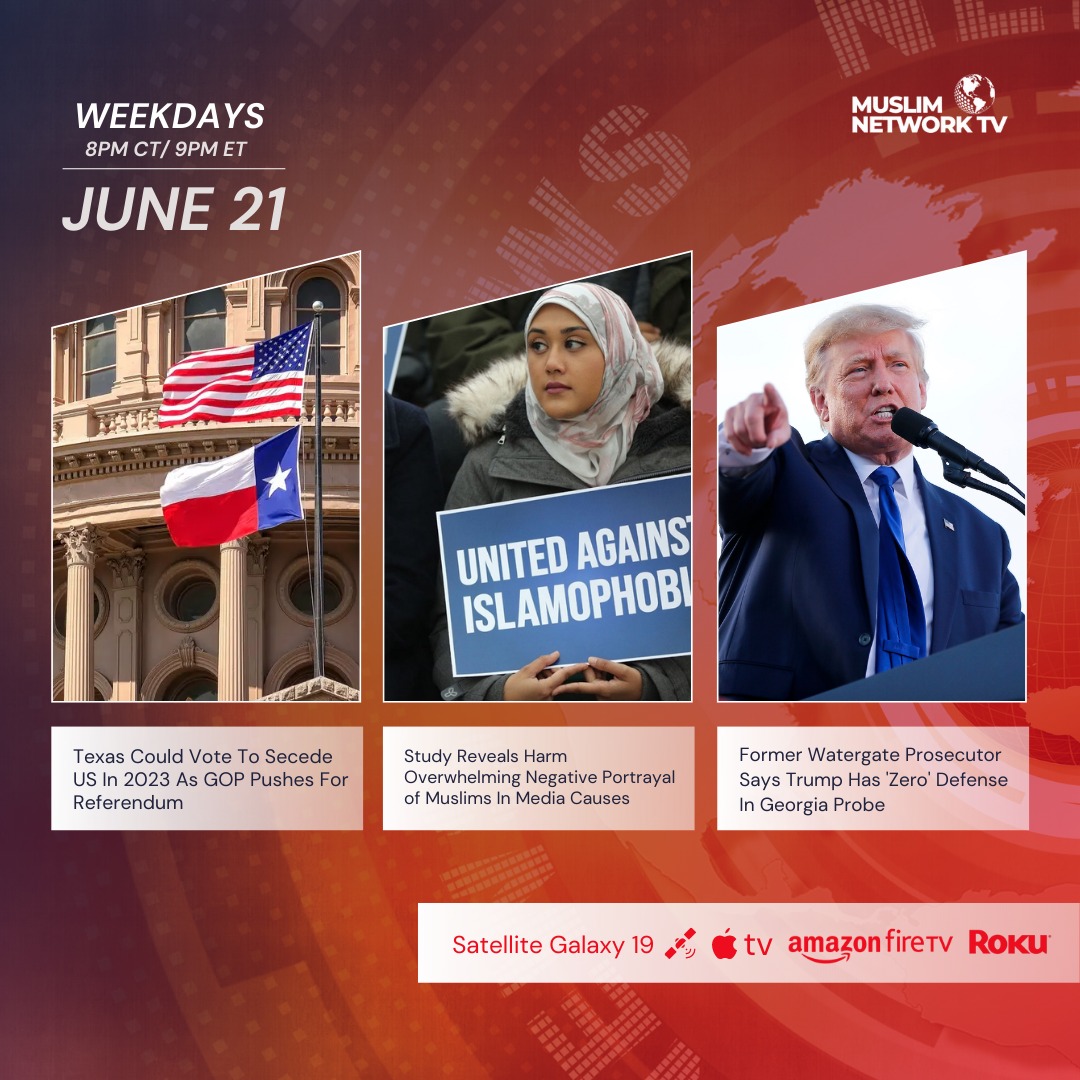 WEEKDAYS
8PM CT/ 9PM ET
JUNE 21
MUSLIM
NETWORK TV
NEWS
UNITED AGAINST
ISLAMOPHOBI
Texas Could Vote To Secede
US In 2023 As GOP Pushes For
Referendum
Study Reveals Harm
Overwhelming Negative Portrayal
of Muslims In Media Causes
Former Watergate Prosecutor
Says Trump Has 'Zero' Defense
In Georgia Probe
Satellite Galaxy 19
tv
amazon fireTV
ROKU